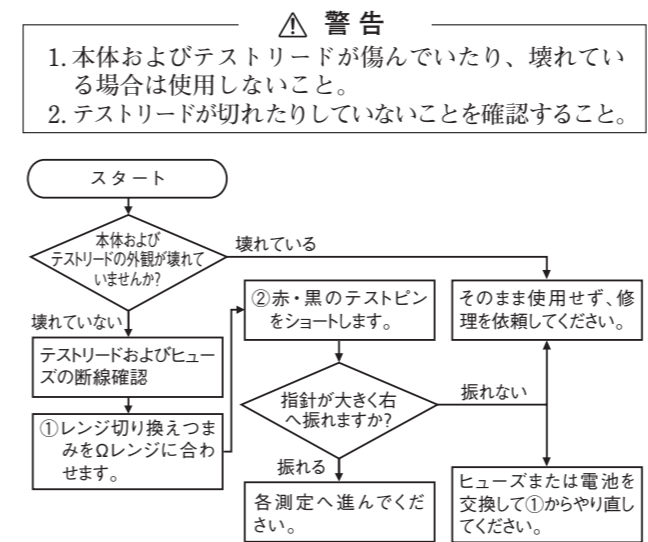 ⚠ 警告
1. 本体およびテストリードが傷んでいたり、壊れてい
る場合は使用しないこと。
2. テストリードが切れたりしていないことを確認すること。
スタート
本体および
テストリードの外観が壊れて
いませんか?
壊れている
そのまま使用せず、修
理を依頼してください。
壊れていない
テストリードおよびヒュー
ズの断線確認
①レンジ切り換えつま
みをΩレンジに合わ
せます。
②赤・黒のテストピン
をショートします。
指針が大きく右
へ振れますか?
振れない
振れる
各測定へ進んでくだ
さい。
ヒューズまたは電池を
交換して①からやり直し
てください。